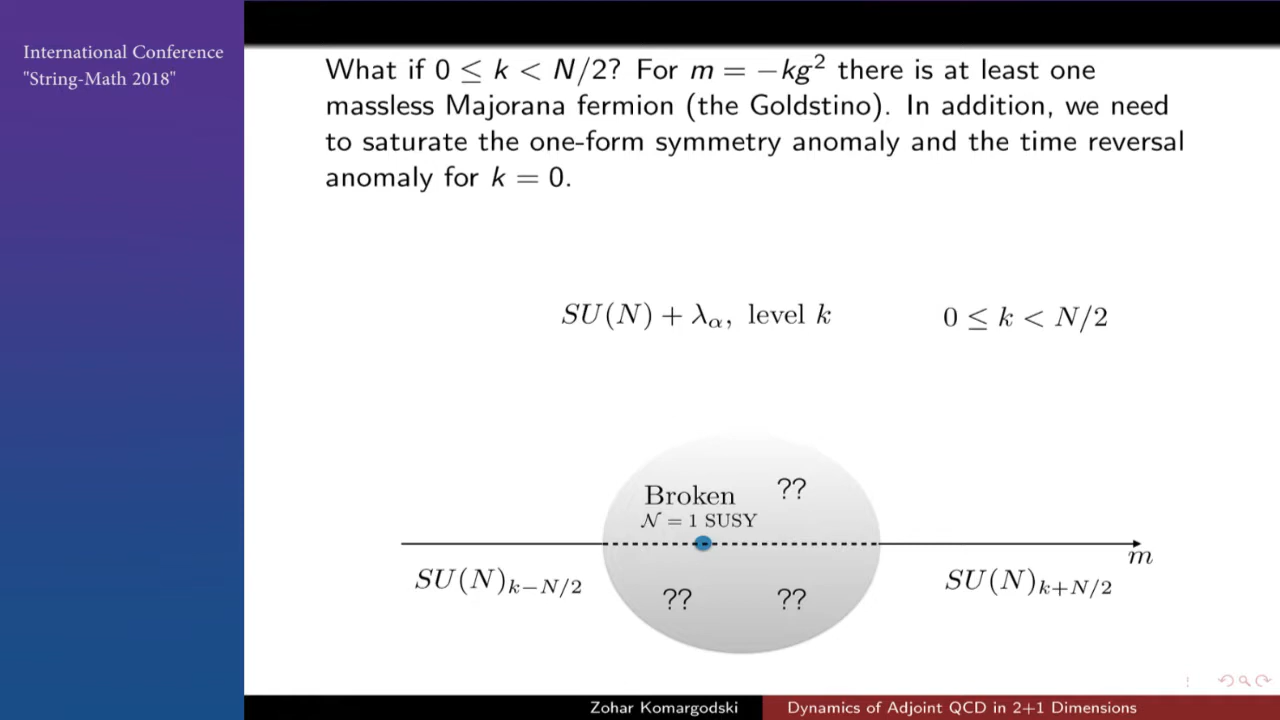 International Conference
"String-Math 2018"
What if 0 ≤ k < N/2? For m = −kg² there is at least one
massless Majorana fermion (the Goldstino). In addition, we need
to saturate the one-form symmetry anomaly and the time reversal
anomaly for k = 0.
SU(N) + λ_α, level k
0 ≤ k < N/2
Broken
??
𝒩 = 1 SUSY
m
SU(N)_{k−N/2}
SU(N)_{k+N/2}
??
??
Zohar Komargodski
Dynamics of Adjoint QCD in 2+1 Dimensions